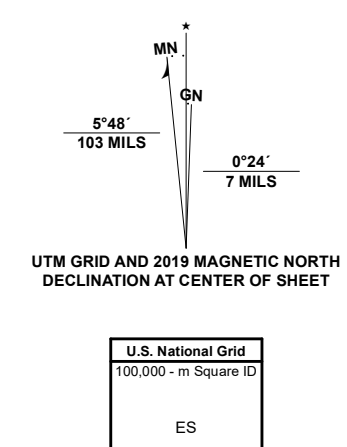 ★
MN
GN
5°48´
103 MILS
0°24´
7 MILS
UTM GRID AND 2019 MAGNETIC NORTH
DECLINATION AT CENTER OF SHEET
U.S. National Grid
100,000 - m Square ID
ES